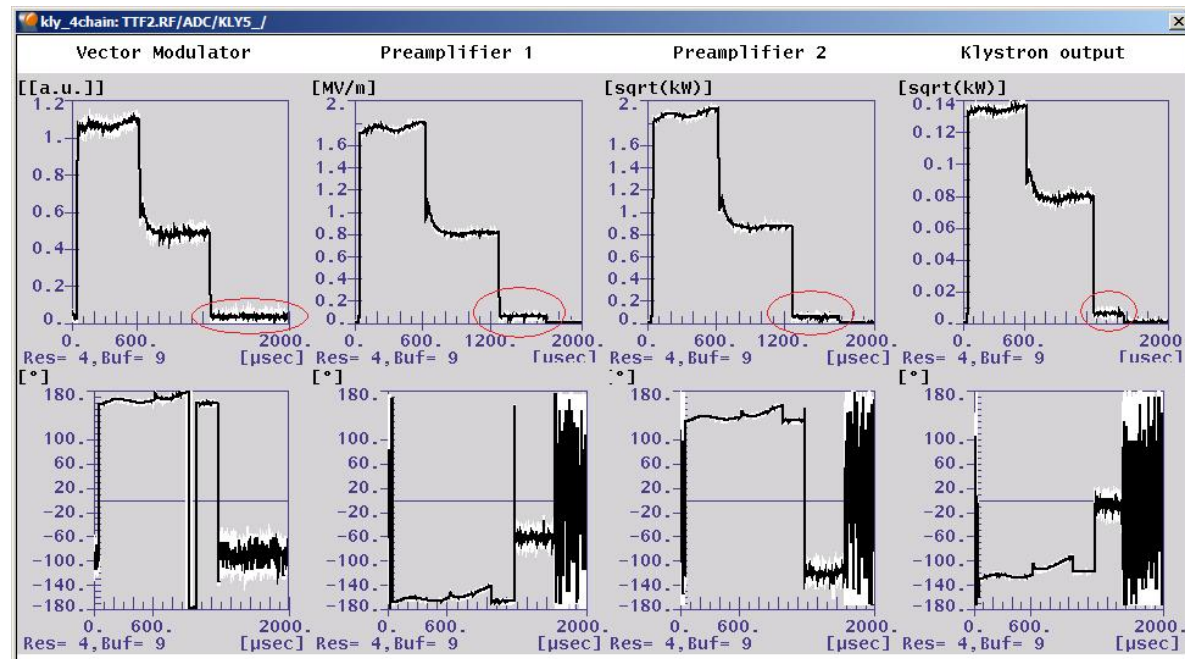 kly_4chain: TTF2.RF/ADC/KLY5_/
Vector Modulator Preamplifier 1 Preamplifier 2 Klystron output
[[a.u.]] [MV/m] [sqrt(kW)] [sqrt(kW)]
1.2 2. 2. 0.14
1. 1.6 1.6 0.12
0.8 1.4 1.4 0.1
0.6 1.2 1.2 0.08
0.4 1. 1. 0.06
0.2 0.8 0.8 0.04
0. 0.6 0.6 0.02
0.4 0.4 0.
0.2 0.2
0. 0.
0. 600. 2000 0. 600. 1200. 2000 0. 600. 1200. 2000 0. 600. 2000
Res= 4,Buf= 9 [µsec] Res= 4,Buf= 9 [µsec] Res= 4,Buf= 9 [µsec] Res= 4,Buf= 9 [µsec]
[°] [°] [°] [°]
180. 180. 180. 180.
100. 100. 100. 100.
60. 60. 60. 60.
20. 20. 20. 20.
-20. -20. -20. -20.
-60. -60. -60. -60.
-100. -100. -100. -100.
-140. -140. -140. -140.
-180. -180. -180. -180.
0. 600. 2000 0. 600. 2000 0. 600. 2000 0. 600. 2000
Res= 4,Buf= 9 [µsec] Res= 4,Buf= 9 [µsec] Res= 4,Buf= 9 [µsec] Res= 4,Buf= 9 [µsec]